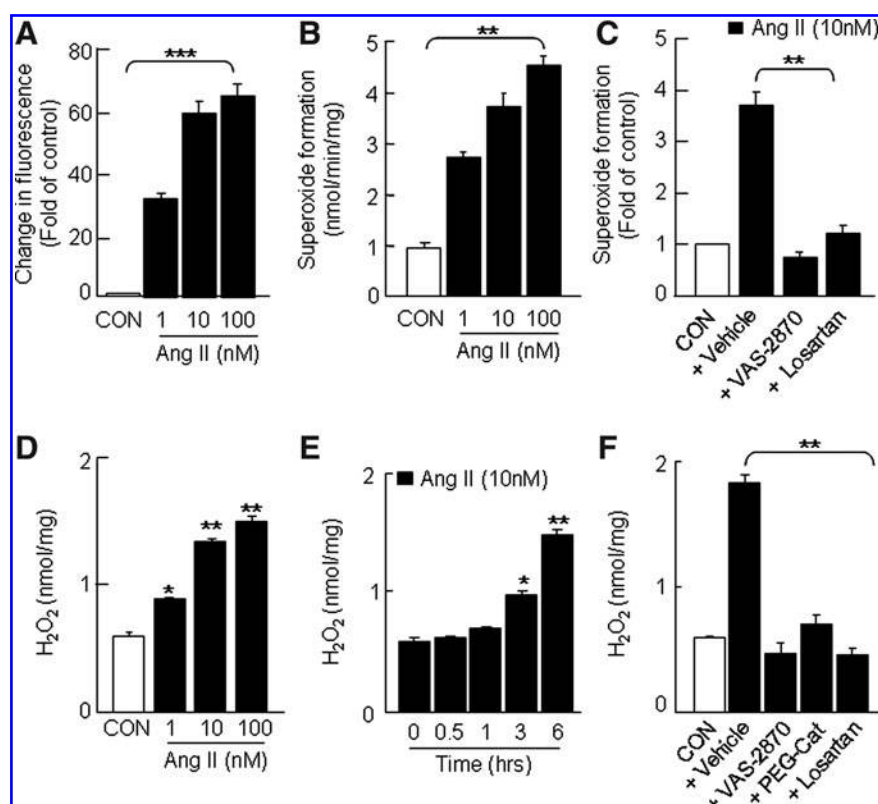 A
Change in fluorescence
(Fold of control)
80
60
40
20
0
***
CON 1 10 100
Ang II (nM)
B
Superoxide formation
(nmol/min/mg)
5
4
3
2
1
0
**
CON 1 10 100
Ang II (nM)
C
Ang II (10nM)
Superoxide formation
(Fold of control)
5
4
3
2
1
0
**
CON
+ Vehicle
+ VAS-2870
+ Losartan
D
H₂O₂ (nmol/mg)
2
1
0
*
**
**
CON 1 10 100
Ang II (nM)
E
Ang II (10nM)
H₂O₂ (nmol/mg)
2
1
0
*
**
0 0.5 1 3 6
Time (hrs)
F
H₂O₂ (nmol/mg)
2
1
0
**
CON
+ Vehicle
+ VAS-2870
+ PEG-Cat
+ Losartan